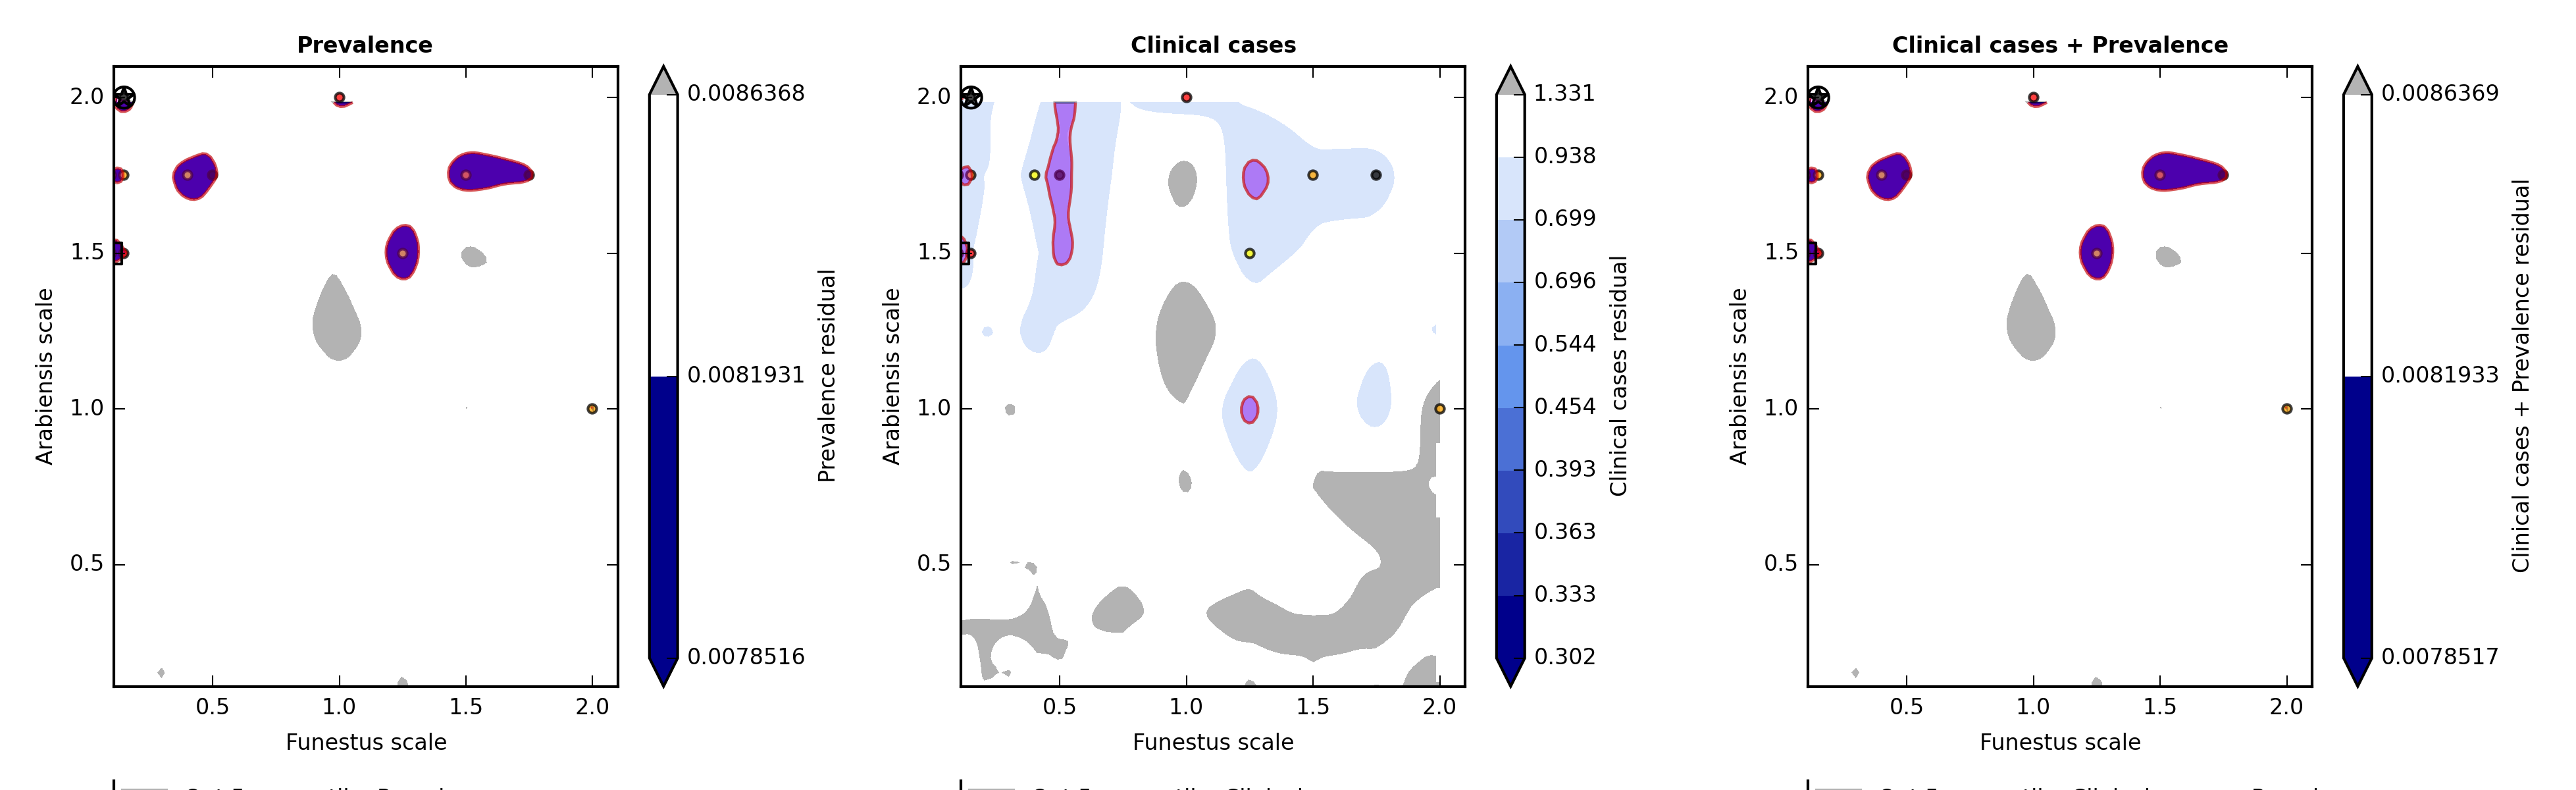 Prevalence
Arabiensis scale
2.0
1.5
1.0
0.5
0.5 1.0 1.5 2.0
Funestus scale
0.0086368
0.0081931
0.0078516
Prevalence residual
Clinical cases
Arabiensis scale
2.0
1.5
1.0
0.5
0.5 1.0 1.5 2.0
Funestus scale
1.331
0.938
0.699
0.696
0.544
0.454
0.393
0.363
0.333
0.302
Clinical cases residual
Clinical cases + Prevalence
Arabiensis scale
2.0
1.5
1.0
0.5
0.5 1.0 1.5 2.0
Funestus scale
0.0086369
0.0081933
0.0078517
Clinical cases + Prevalence residual